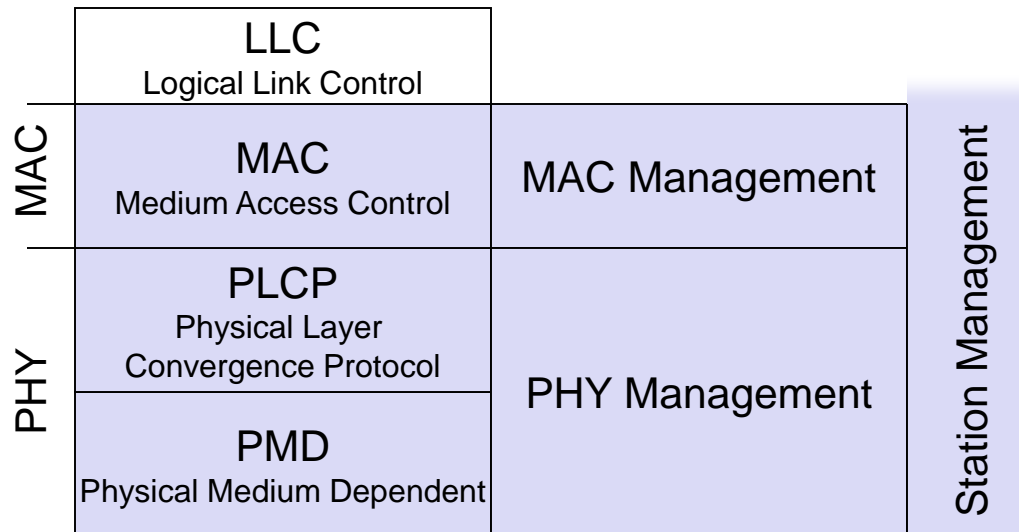 LLC
Logical Link Control
MAC
MAC
Medium Access Control
MAC Management
PHY
PLCP
Physical Layer
Convergence Protocol
PMD
Physical Medium Dependent
PHY Management
Station Management